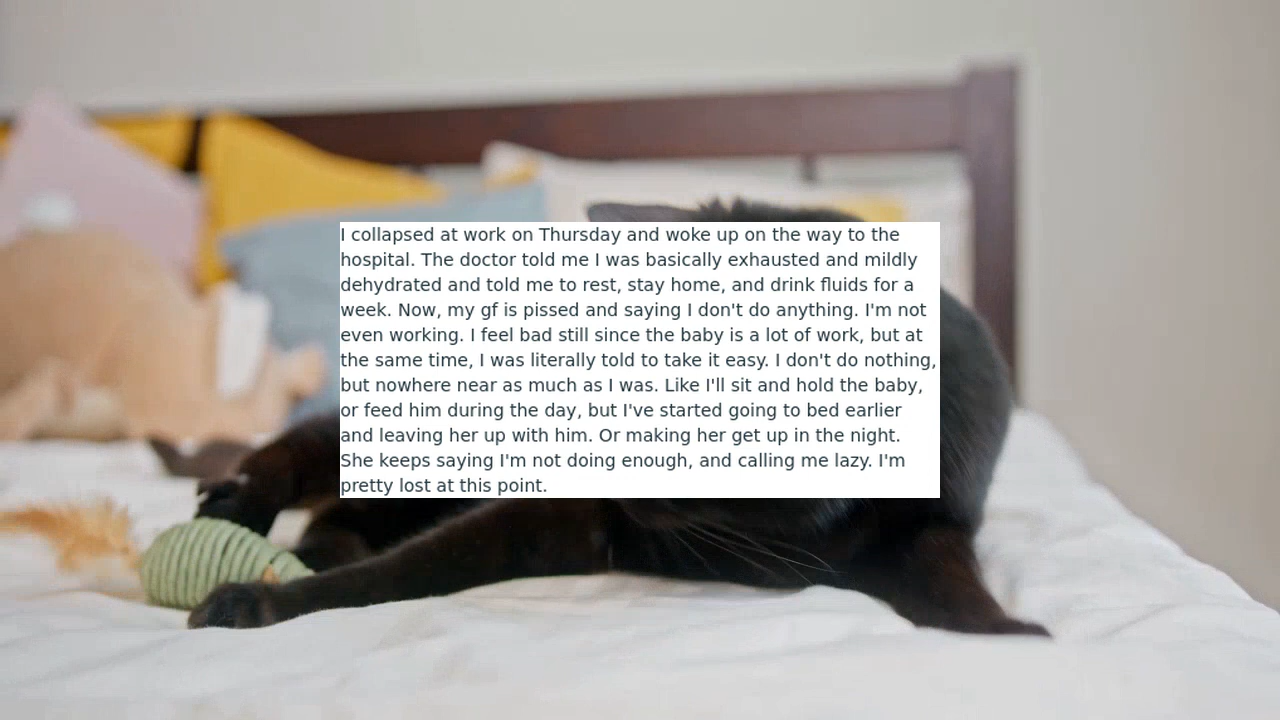 I collapsed at work on Thursday and woke up on the way to the
hospital. The doctor told me I was basically exhausted and mildly
dehydrated and told me to rest, stay home, and drink fluids for a
week. Now, my gf is pissed and saying I don't do anything. I'm not
even working. I feel bad still since the baby is a lot of work, but at
the same time, I was literally told to take it easy. I don't do nothing,
but nowhere near as much as I was. Like I'll sit and hold the baby,
or feed him during the day, but I've started going to bed earlier
and leaving her up with him. Or making her get up in the night.
She keeps saying I'm not doing enough, and calling me lazy. I'm
pretty lost at this point.